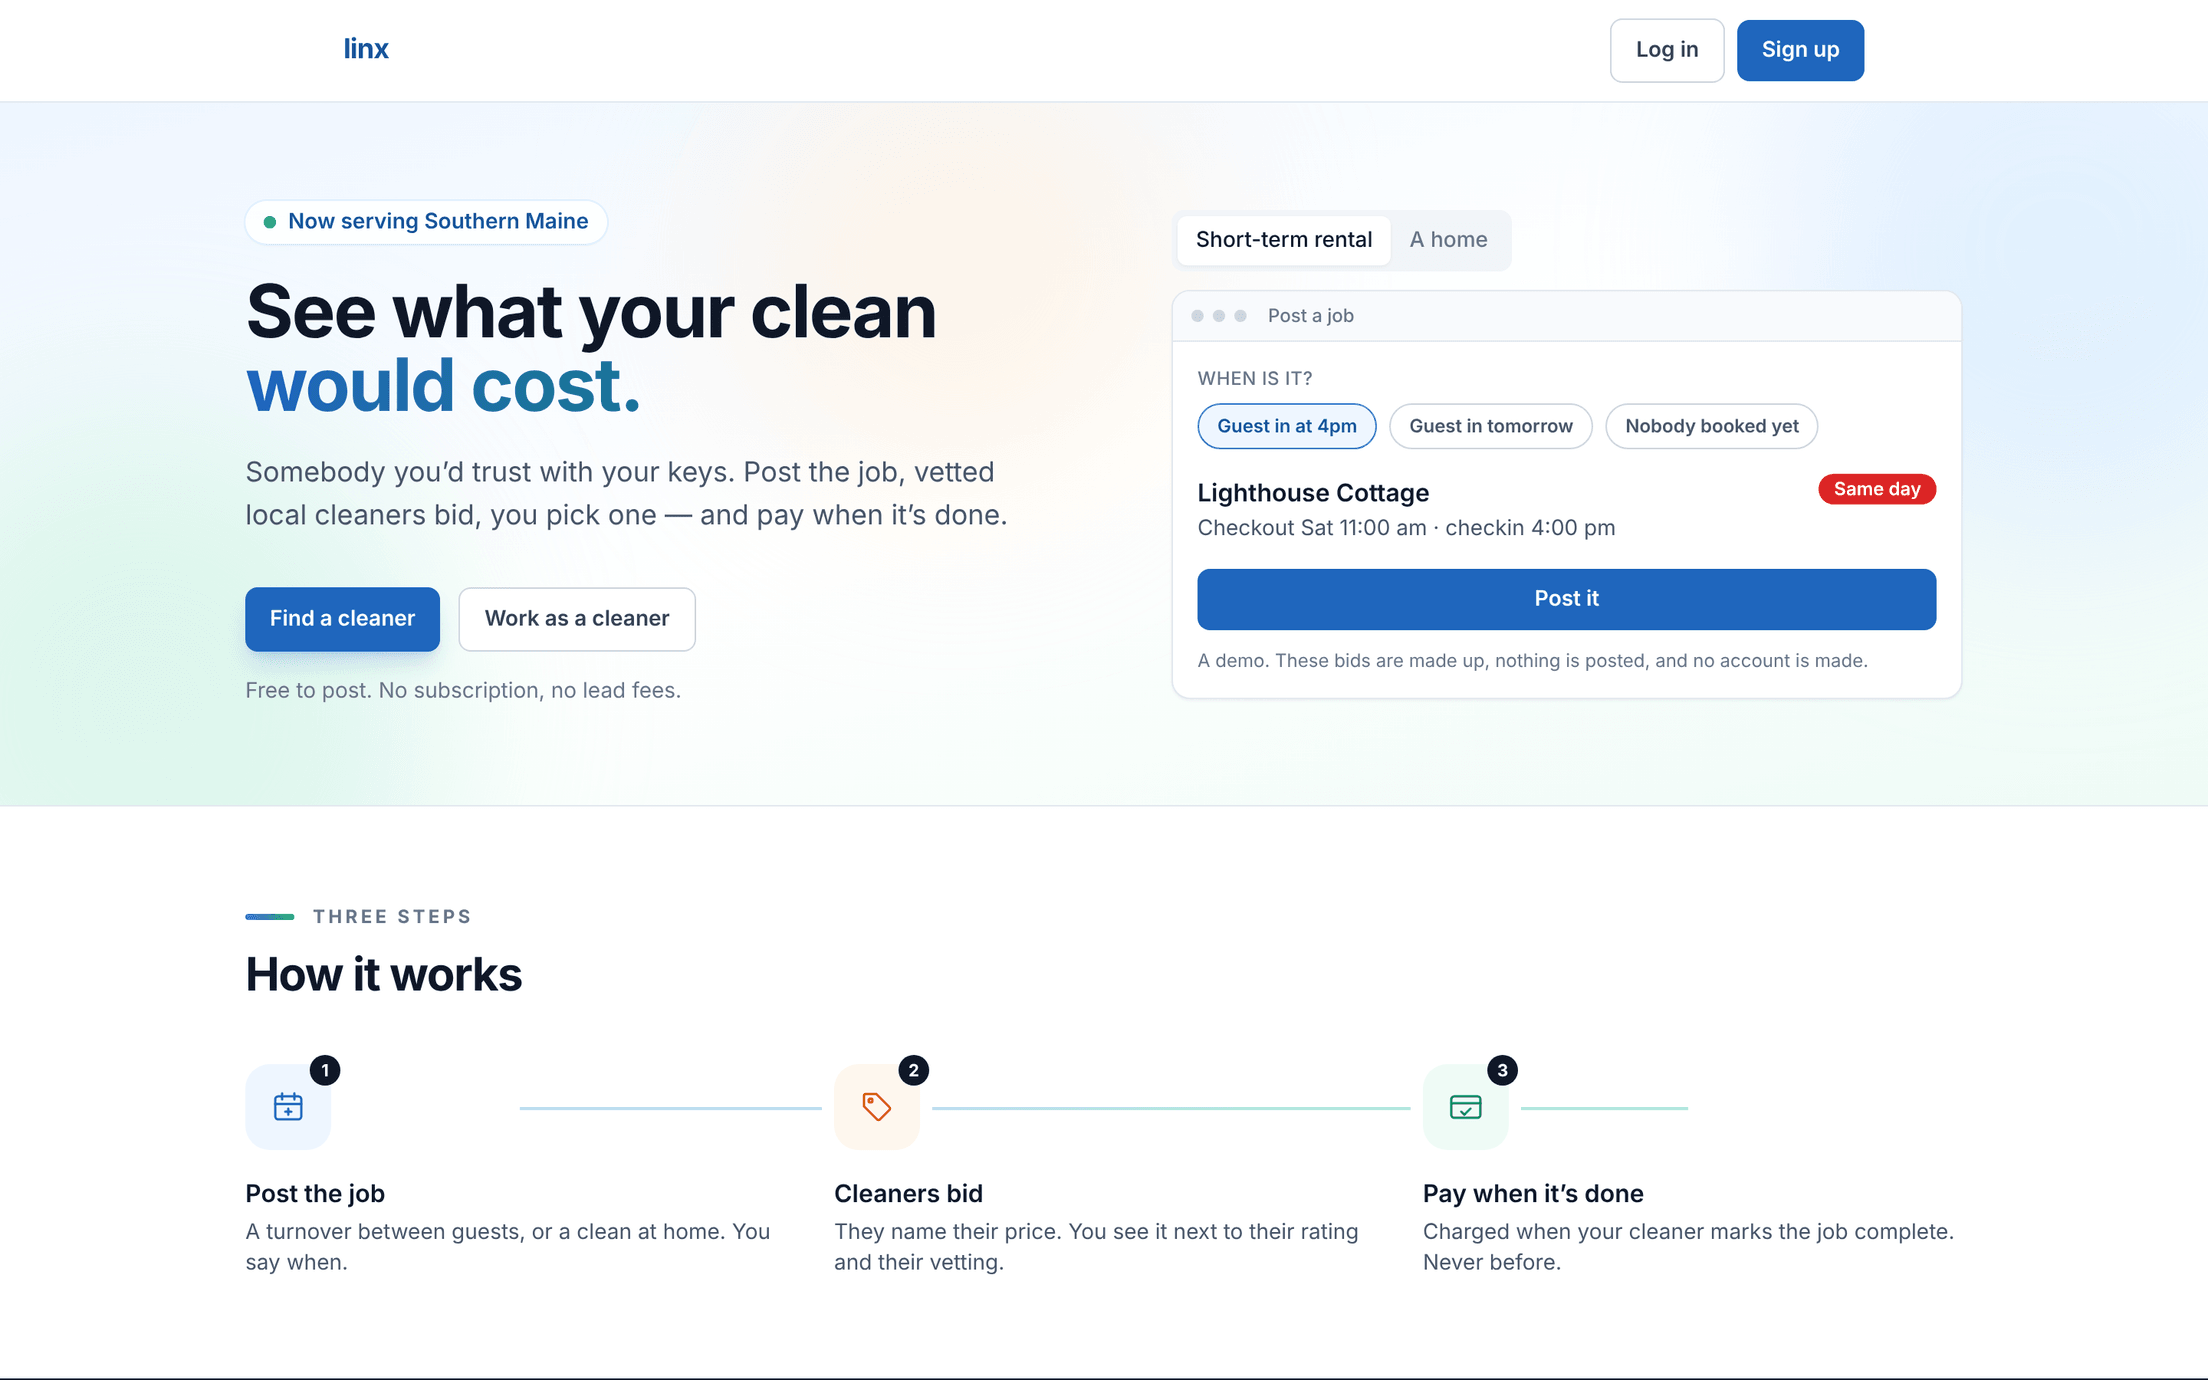 linx
Log in
Sign up
Now serving Southern Maine
See what your clean
would cost.
Somebody you’d trust with your keys. Post the job, vetted
local cleaners bid, you pick one — and pay when it’s done.
Find a cleaner
Work as a cleaner
Free to post. No subscription, no lead fees.
Short-term rental
A home
Post a job
WHEN IS IT?
Guest in at 4pm
Guest in tomorrow
Nobody booked yet
Lighthouse Cottage
Same day
Checkout Sat 11:00 am · checkin 4:00 pm
Post it
A demo. These bids are made up, nothing is posted, and no account is made.
THREE STEPS
How it works
1
Post the job
A turnover between guests, or a clean at home. You
say when.
2
Cleaners bid
They name their price. You see it next to their rating
and their vetting.
3
Pay when it’s done
Charged when your cleaner marks the job complete.
Never before.